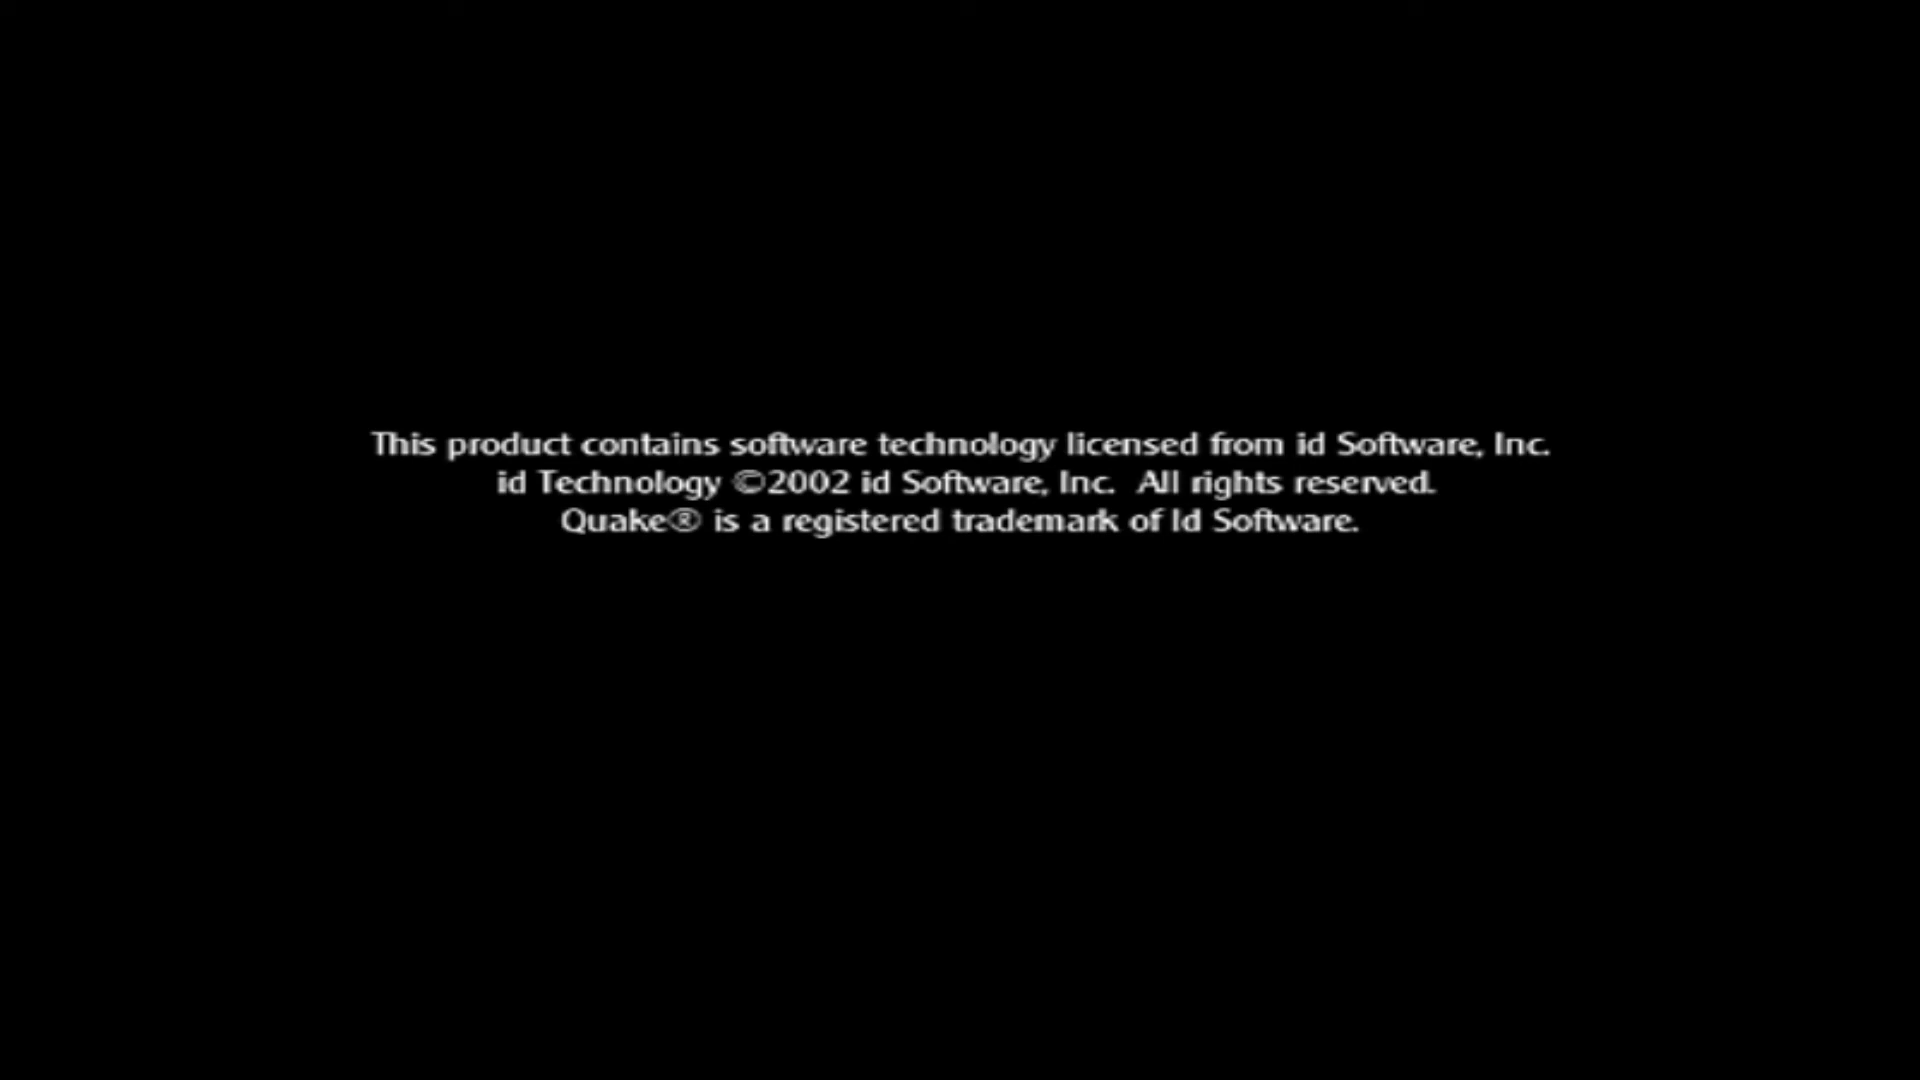 This product contains software technology licensed from id Software, Inc.
id Technology ©2002 id Software, Inc.  All rights reserved.
Quake® is a registered trademark of Id Software.